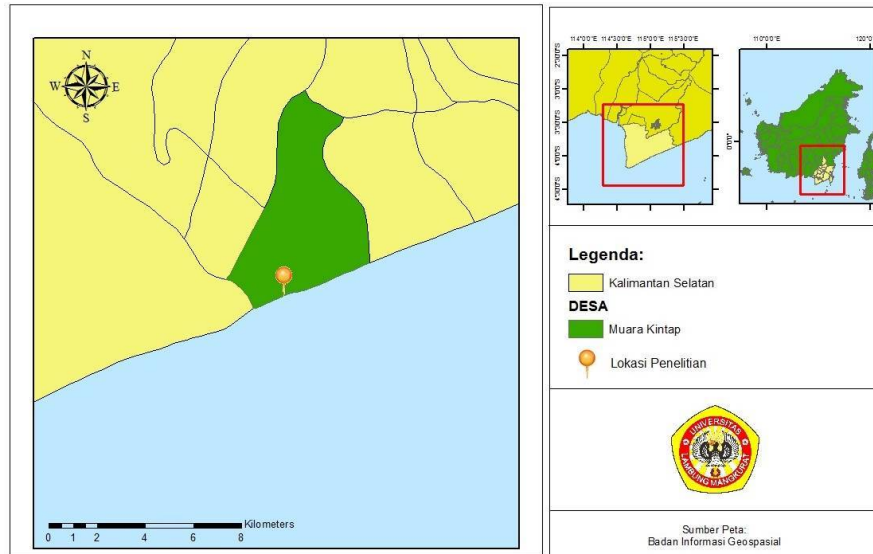 N
W E
S
0 1 2 4 6 8 Kilometers
114°0'0"E 114°30'0"E 115°0'0"E 115°30'0"E
110°0'0"E
Legenda:
Kalimantan Selatan
DESA
Muara Kintap
Lokasi Penelitian
UNIVERSITAS
LAMBUNG MANGKURAT
Sumber Peta:
Badan Informasi Geospasial